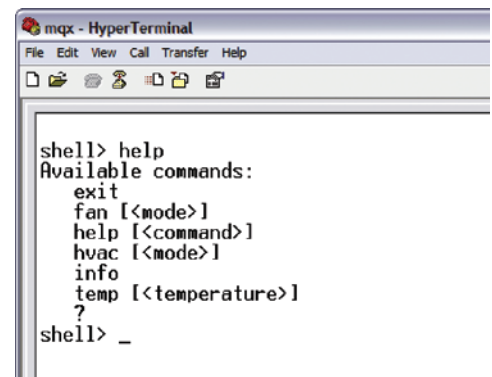 mqx - HyperTerminal
File Edit View Call Transfer Help
shell> help
Available commands:
exit
fan [<mode>]
help [<command>]
hvac [<mode>]
info
temp [<temperature>]
?
shell> _